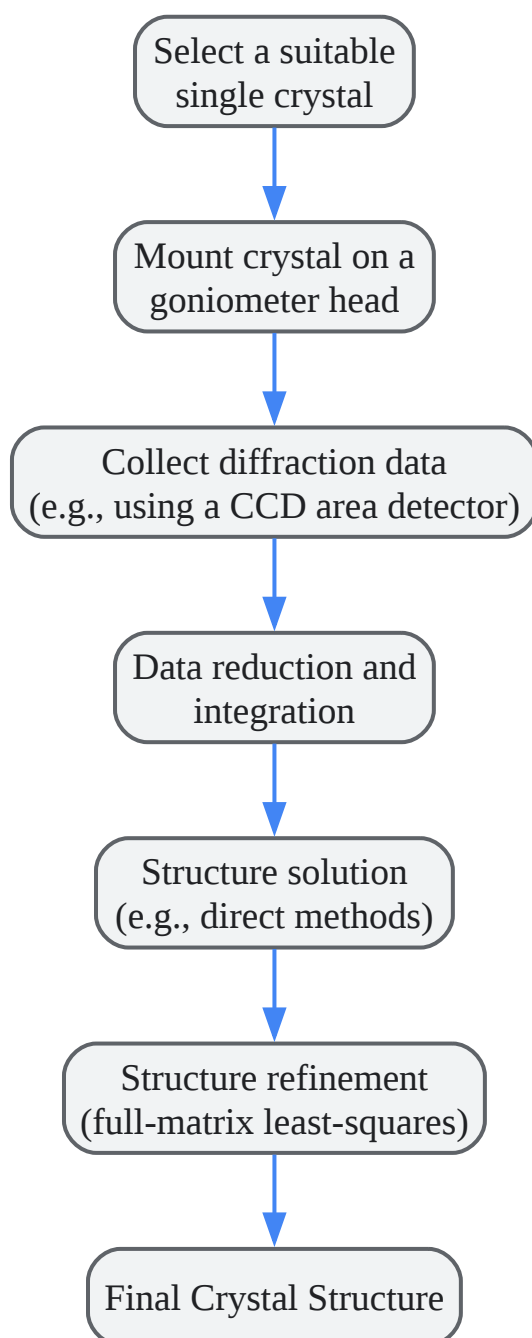 Select a suitable
single crystal
Mount crystal on a
goniometer head
Collect diffraction data
(e.g., using a CCD area detector)
Data reduction and
integration
Structure solution
(e.g., direct methods)
Structure refinement
(full-matrix least-squares)
Final Crystal Structure